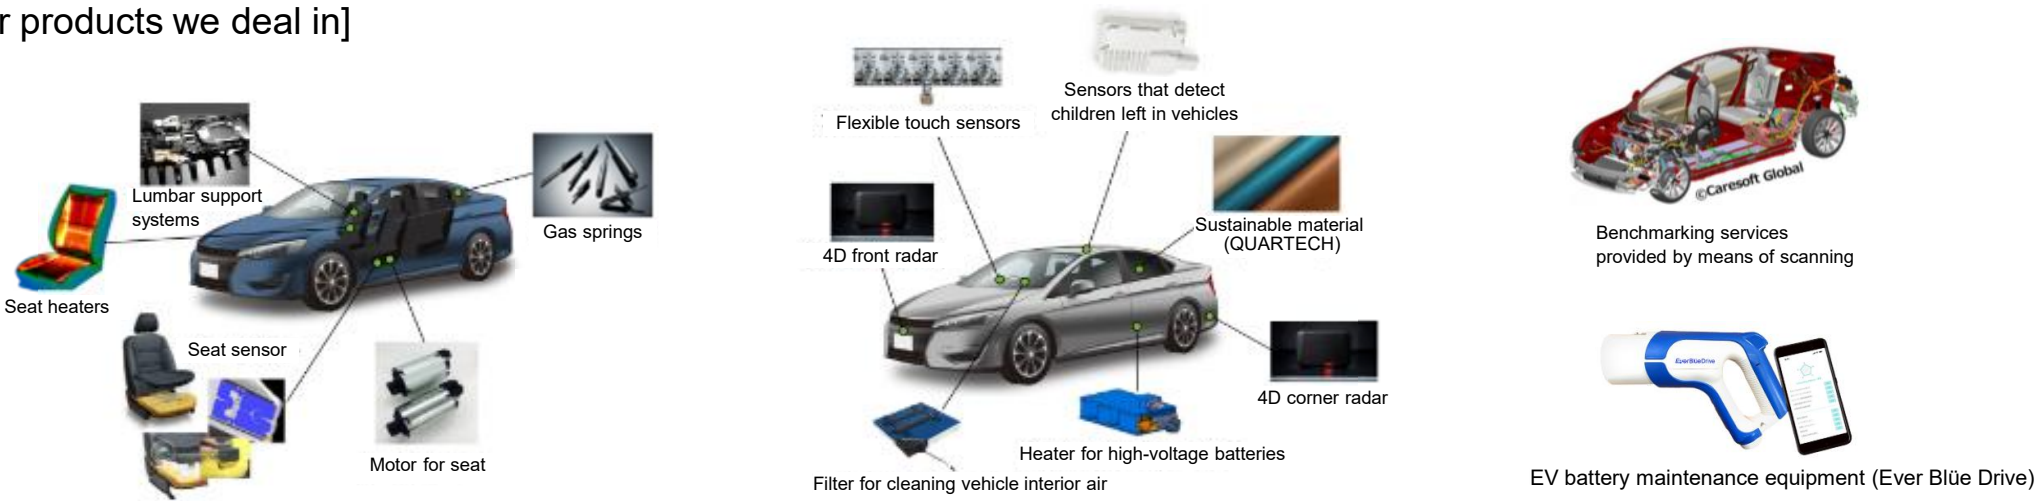 r products we deal in]
Lumbar support
systems
Seat heaters
Gas springs
Seat sensor
Motor for seat
Flexible touch sensors
Sensors that detect
children left in vehicles
4D front radar
Sustainable material
(QUARTECH)
4D corner radar
Heater for high-voltage batteries
Filter for cleaning vehicle interior air
©Caresoft Global
Benchmarking services
provided by means of scanning
EverBlueDrive
EV battery maintenance equipment (Ever Blüe Drive)